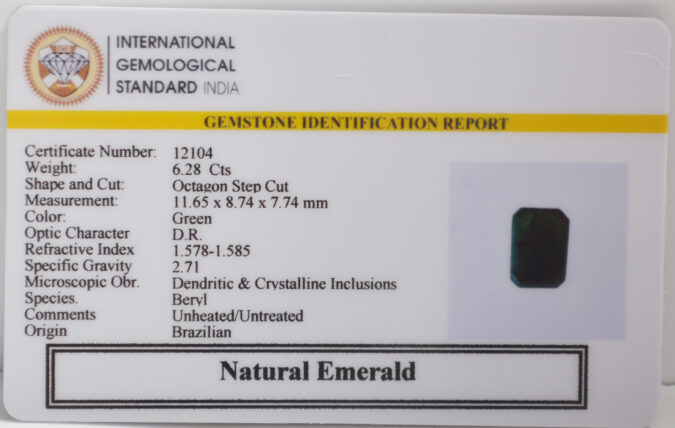 INTERNATIONAL
GEMOLOGICAL
STANDARD INDIA
GEMSTONE IDENTIFICATION REPORT
Certificate Number: 12104
Weight: 6.28 Cts
Shape and Cut: Octagon Step Cut
Measurement: 11.65 x 8.74 x 7.74 mm
Color: Green
Optic Character D.R.
Refractive Index 1.578-1.585
Specific Gravity 2.71
Microscopic Obr. Dendritic & Crystalline Inclusions
Species. Beryl
Comments Unheated/Untreated
Origin Brazilian
Natural Emerald